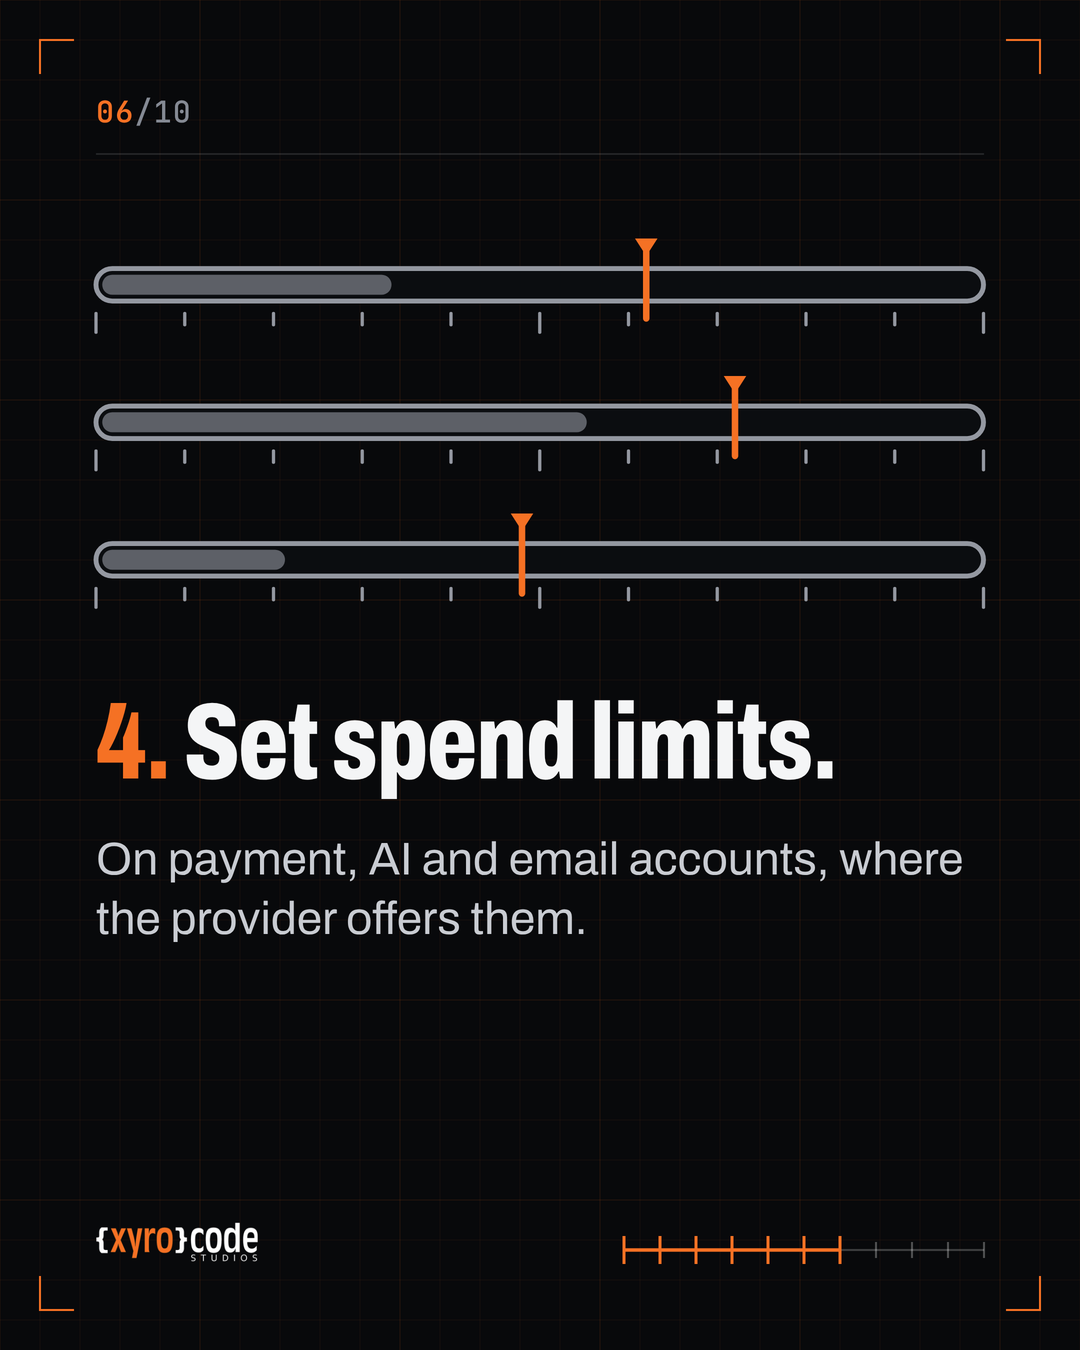 06/10
4. Set spend limits.
On payment, AI and email accounts, where
the provider offers them.
{xyro}code
STUDIOS